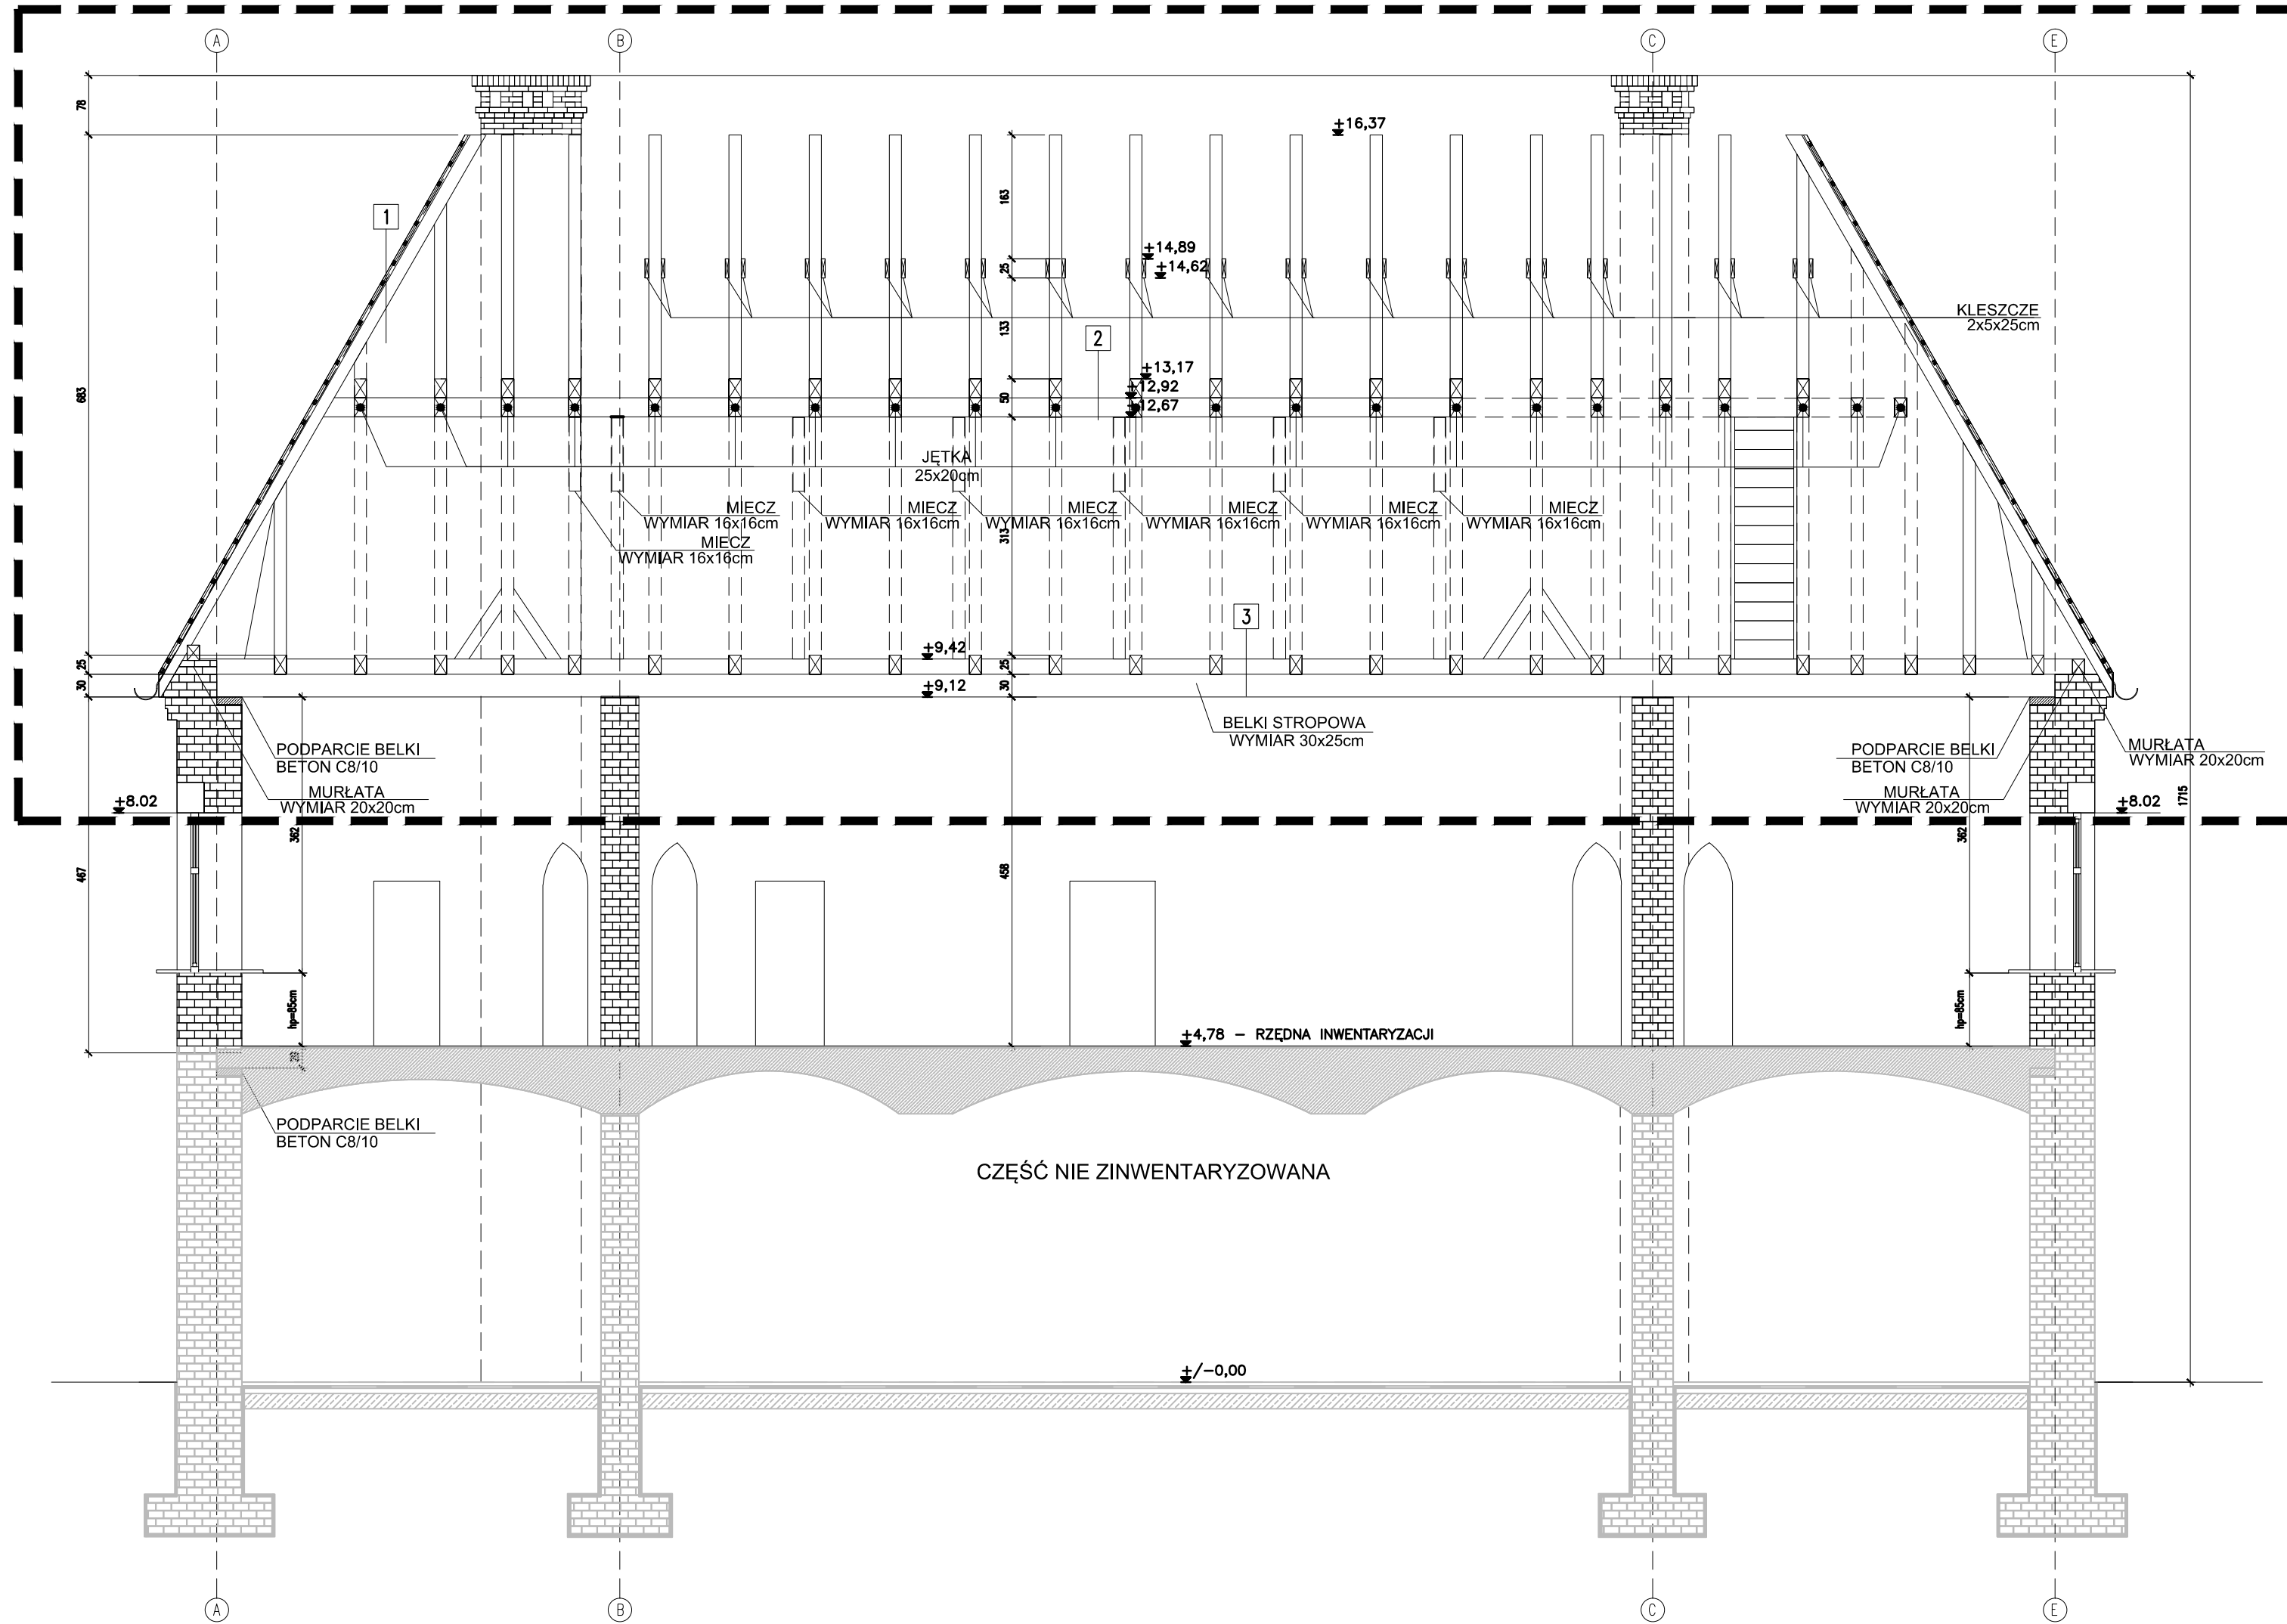 A
B
C
E
78
+16,37
163
1
+14,89
25
+14,62
133
KLESZCZE
2x5x25cm
2
683
+13,17
+12,92
50
+12,67
JĘTKA
25x20cm
MIECZ
WYMIAR 16x16cm
MIECZ
WYMIAR 16x16cm
MIECZ
WYMIAR 16x16cm
MIECZ
WYMIAR 16x16cm
MIECZ
WYMIAR 16x16cm
MIECZ
WYMIAR 16x16cm
MIECZ
WYMIAR 16x16cm
313
3
25
+9,42
25
30
+9,12
30
BELKI STROPOWA
WYMIAR 30x25cm
PODPARCIE BELKI
BETON C8/10
MURŁATA
WYMIAR 20x20cm
PODPARCIE BELKI
BETON C8/10
MURŁATA
WYMIAR 20x20cm
MURŁATA
WYMIAR 20x20cm
+8.02
+8.02
1715
362
362
467
458
hp=85cm
hp=85cm
+4,78 – RZĘDNA INWENTARYZACJI
PODPARCIE BELKI
BETON C8/10
CZĘŚĆ NIE ZINWENTARYZOWANA
+/-0,00
A
B
C
E